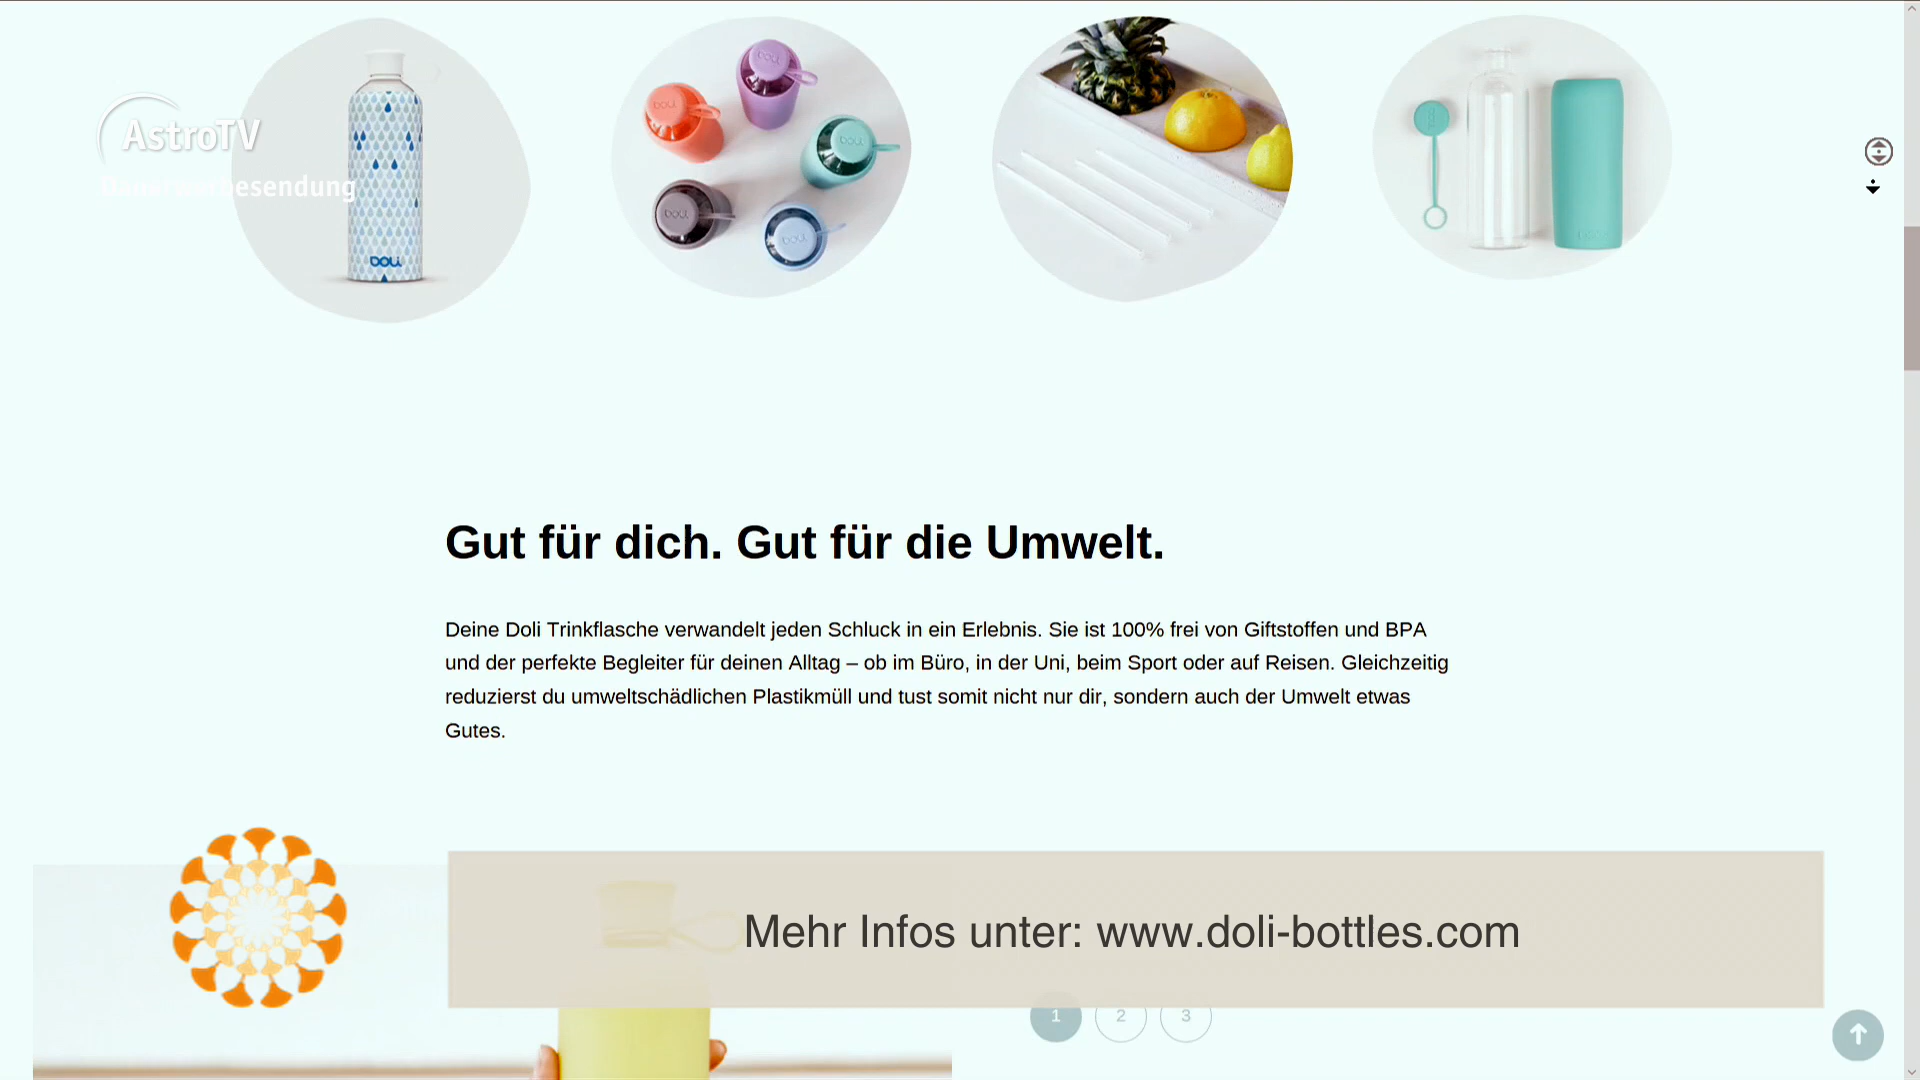 AstroTV
Dauerwerbesendung
DOLI
Gut für dich. Gut für die Umwelt.
Deine Doli Trinkflasche verwandelt jeden Schluck in ein Erlebnis. Sie ist 100% frei von Giftstoffen und BPA
und der perfekte Begleiter für deinen Alltag – ob im Büro, in der Uni, beim Sport oder auf Reisen. Gleichzeitig
reduzierst du umweltschädlichen Plastikmüll und tust somit nicht nur dir, sondern auch der Umwelt etwas
Gutes.
Mehr Infos unter: www.doli-bottles.com
1 2 3